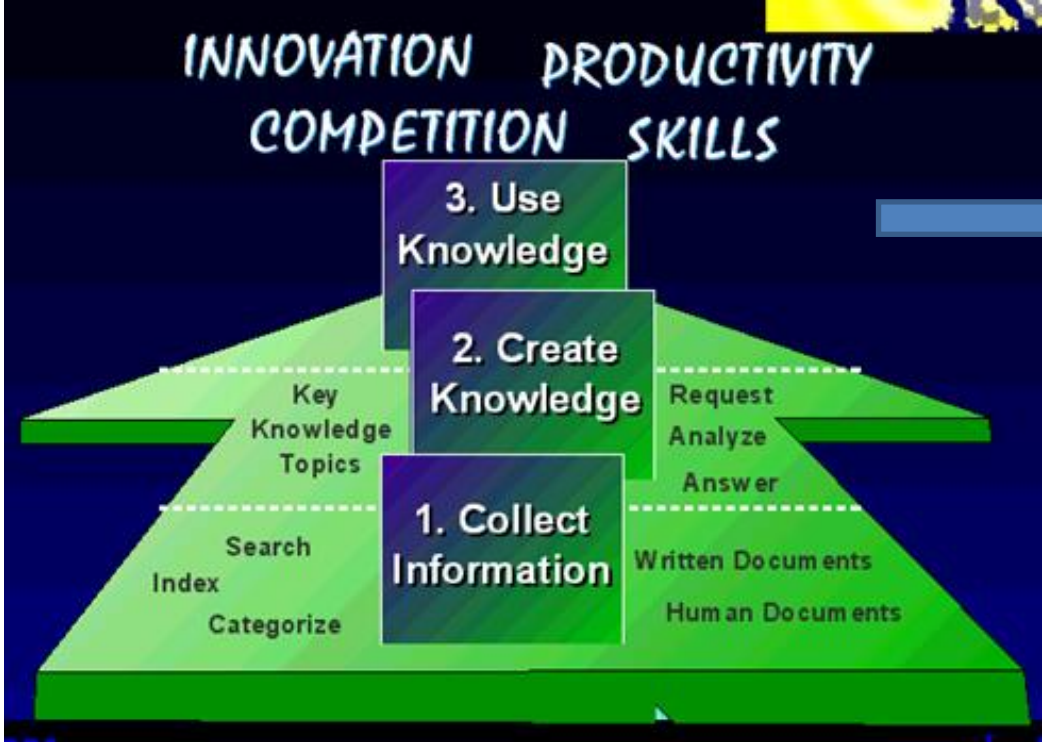 INNOVATION PRODUCTIVITY
COMPETITION SKILLS
3. Use
Knowledge
2. Create
Knowledge
Key
Knowledge
Topics
Request
Analyze
Answer
1. Collect
Information
Search
Index
Categorize
Written Documents
Human Documents